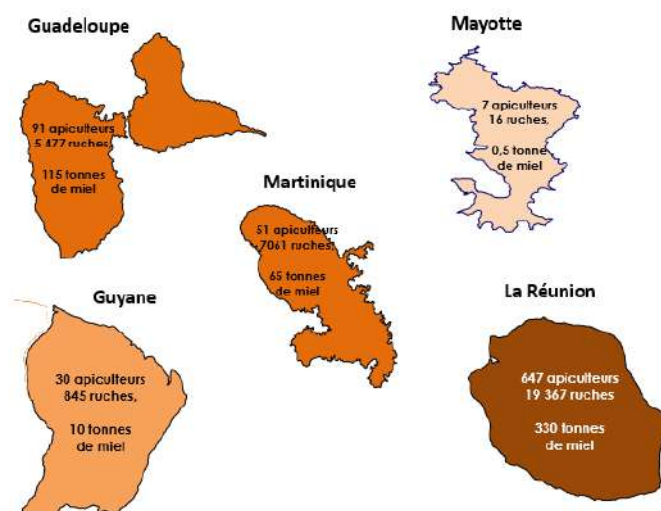 Guadeloupe
91 apiculteurs
5 477 ruches,
115 tonnes
de miel
Mayotte
7 apiculteurs
16 ruches,
0,5 tonne
de miel
Martinique
51 apiculteurs
7061 ruches,
65 tonnes
de miel
Guyane
30 apiculteurs
845 ruches,
10 tonnes
de miel
La Réunion
647 apiculteurs
19 367 ruches
330 tonnes
de miel